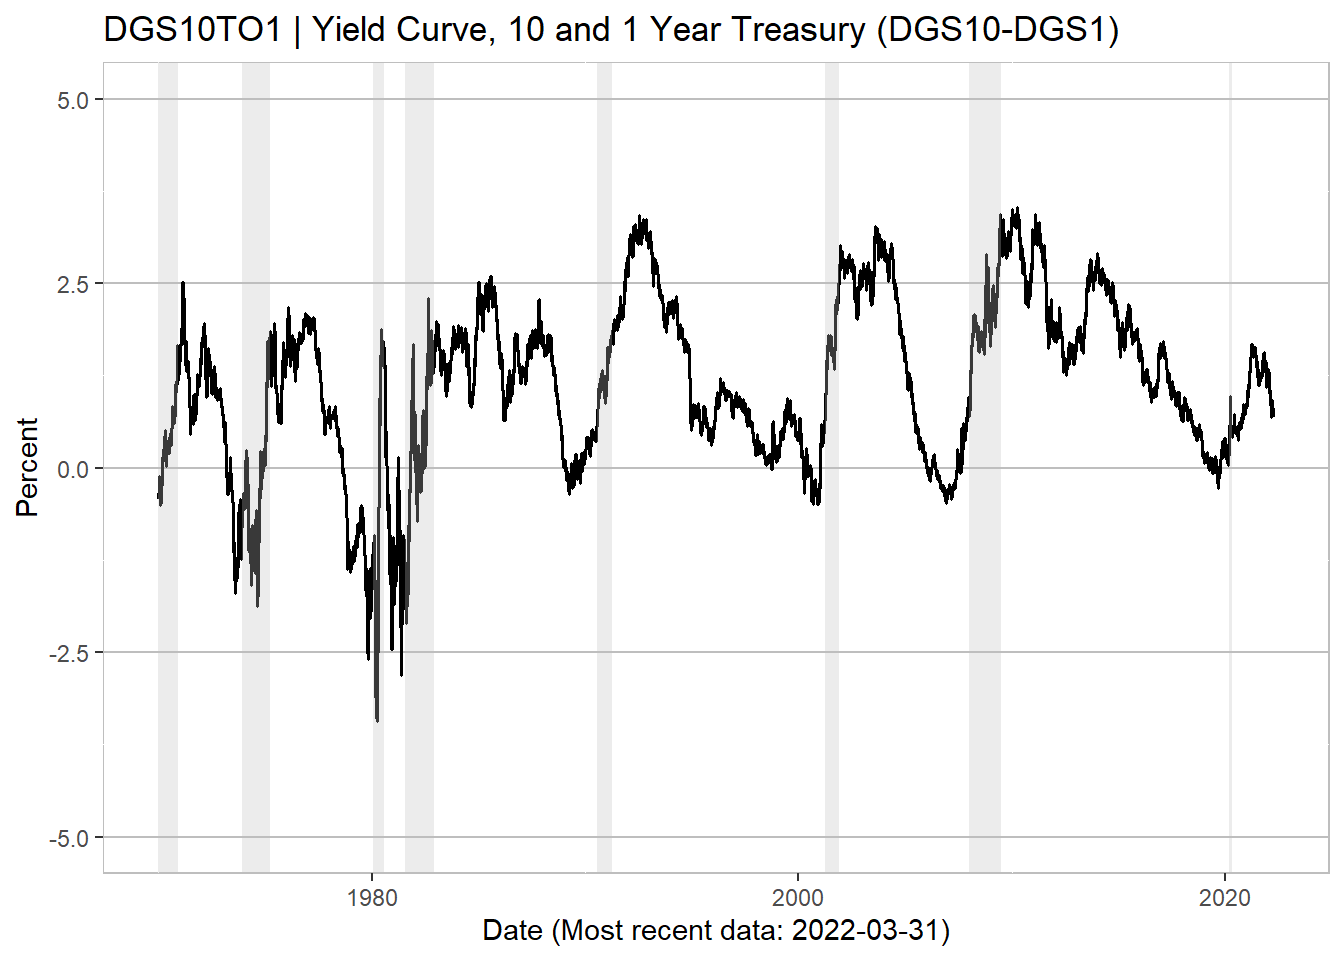 DGS10TO1 | Yield Curve, 10 and 1 Year Treasury (DGS10-DGS1)
5.0
2.5
0.0
-2.5
-5.0
Percent
1980
2000
2020
Date (Most recent data: 2022-03-31)